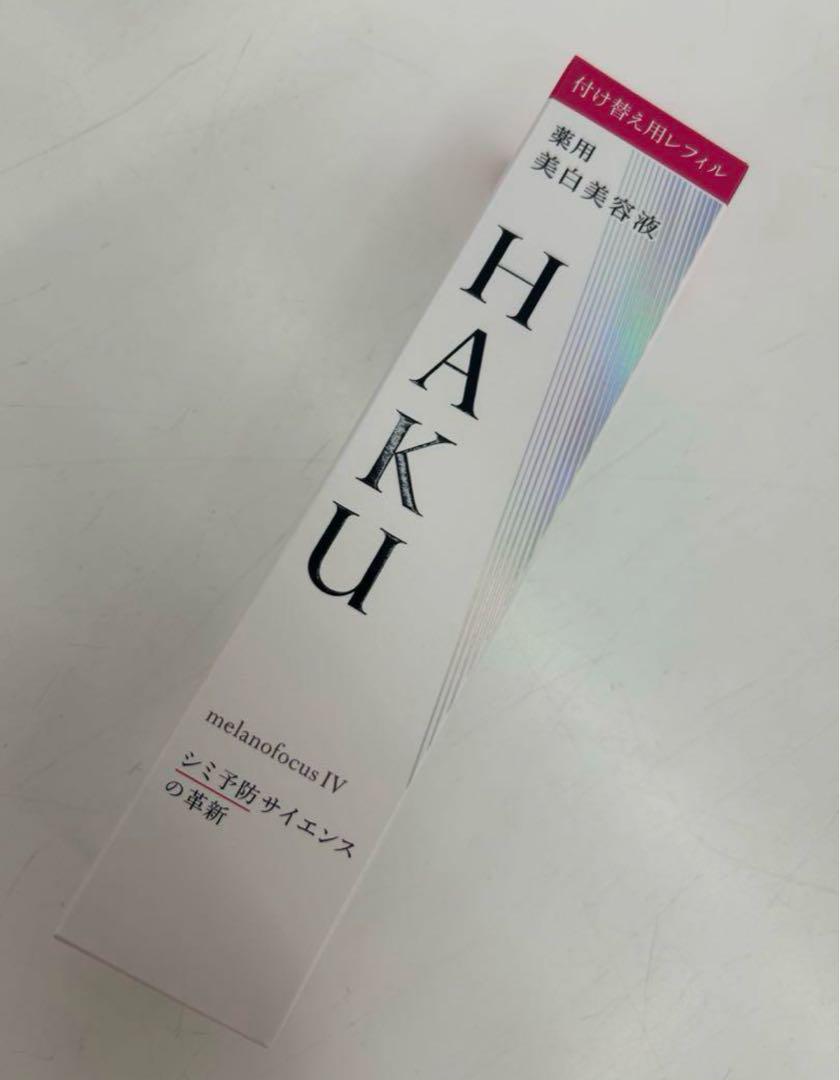 付け替え用レフィル
薬用
美白美容液
HAKU
melanofocus IV
シミ予防サイエンス
の革新